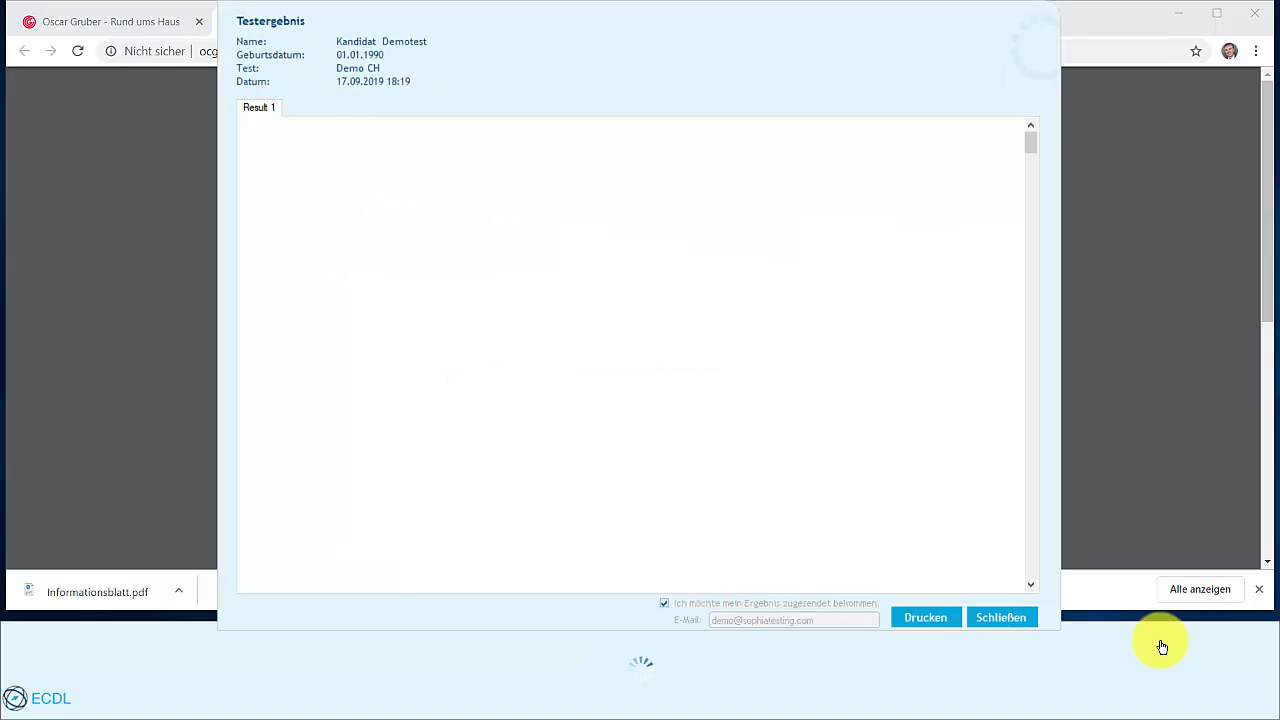 Oscar Gruber - Rund ums Haus
Nicht sicher | ocg
Testergebnis
Name: Kandidat Demotest
Geburtsdatum: 01.01.1990
Test: Demo CH
Datum: 17.09.2019 18:19
Result 1
Informationsblatt.pdf
Alle anzeigen
Ich möchte mein Ergebnis zugesendet bekommen.
E-Mail: demo@sophiatesting.com
Drucken
Schließen
ECDL